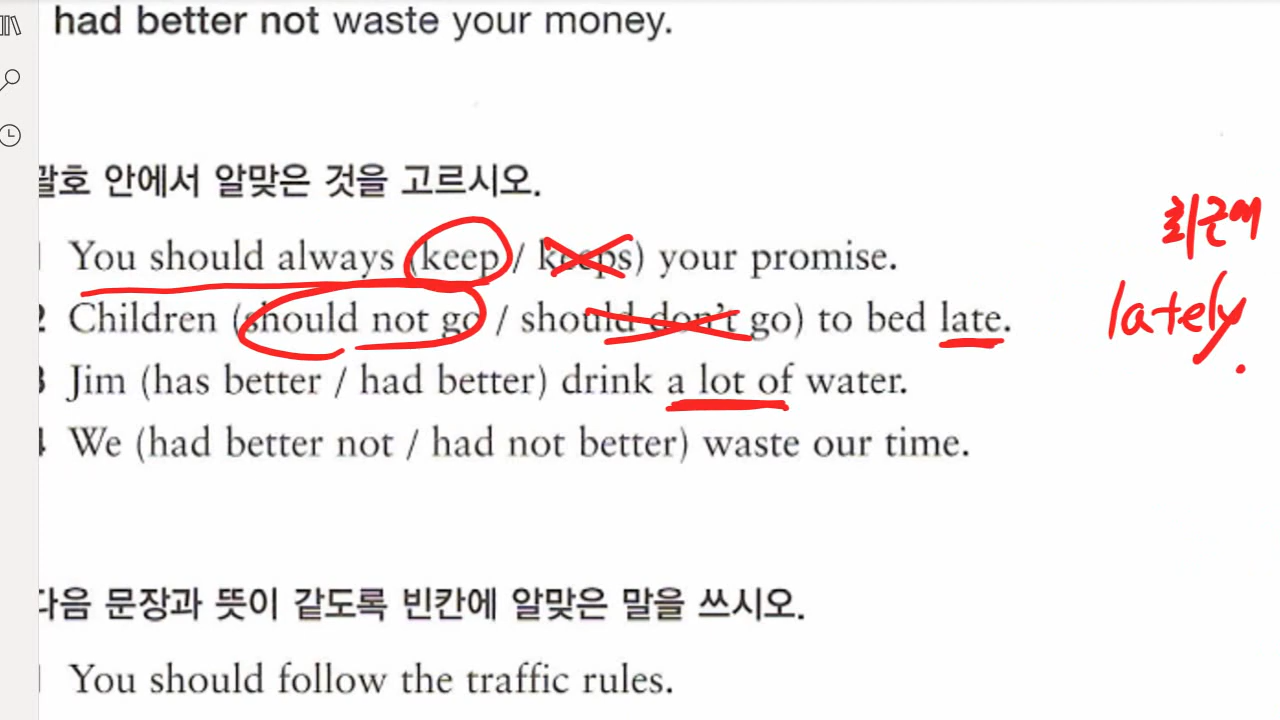 had better not waste your money.
괄호 안에서 알맞은 것을 고르시오.
You should always (keep / keeps) your promise.
최근에
2 Children (should not go / should don't go) to bed late.
lately.
3 Jim (has better / had better) drink a lot of water.
4 We (had better not / had not better) waste our time.
다음 문장과 뜻이 같도록 빈칸에 알맞은 말을 쓰시오.
You should follow the traffic rules.